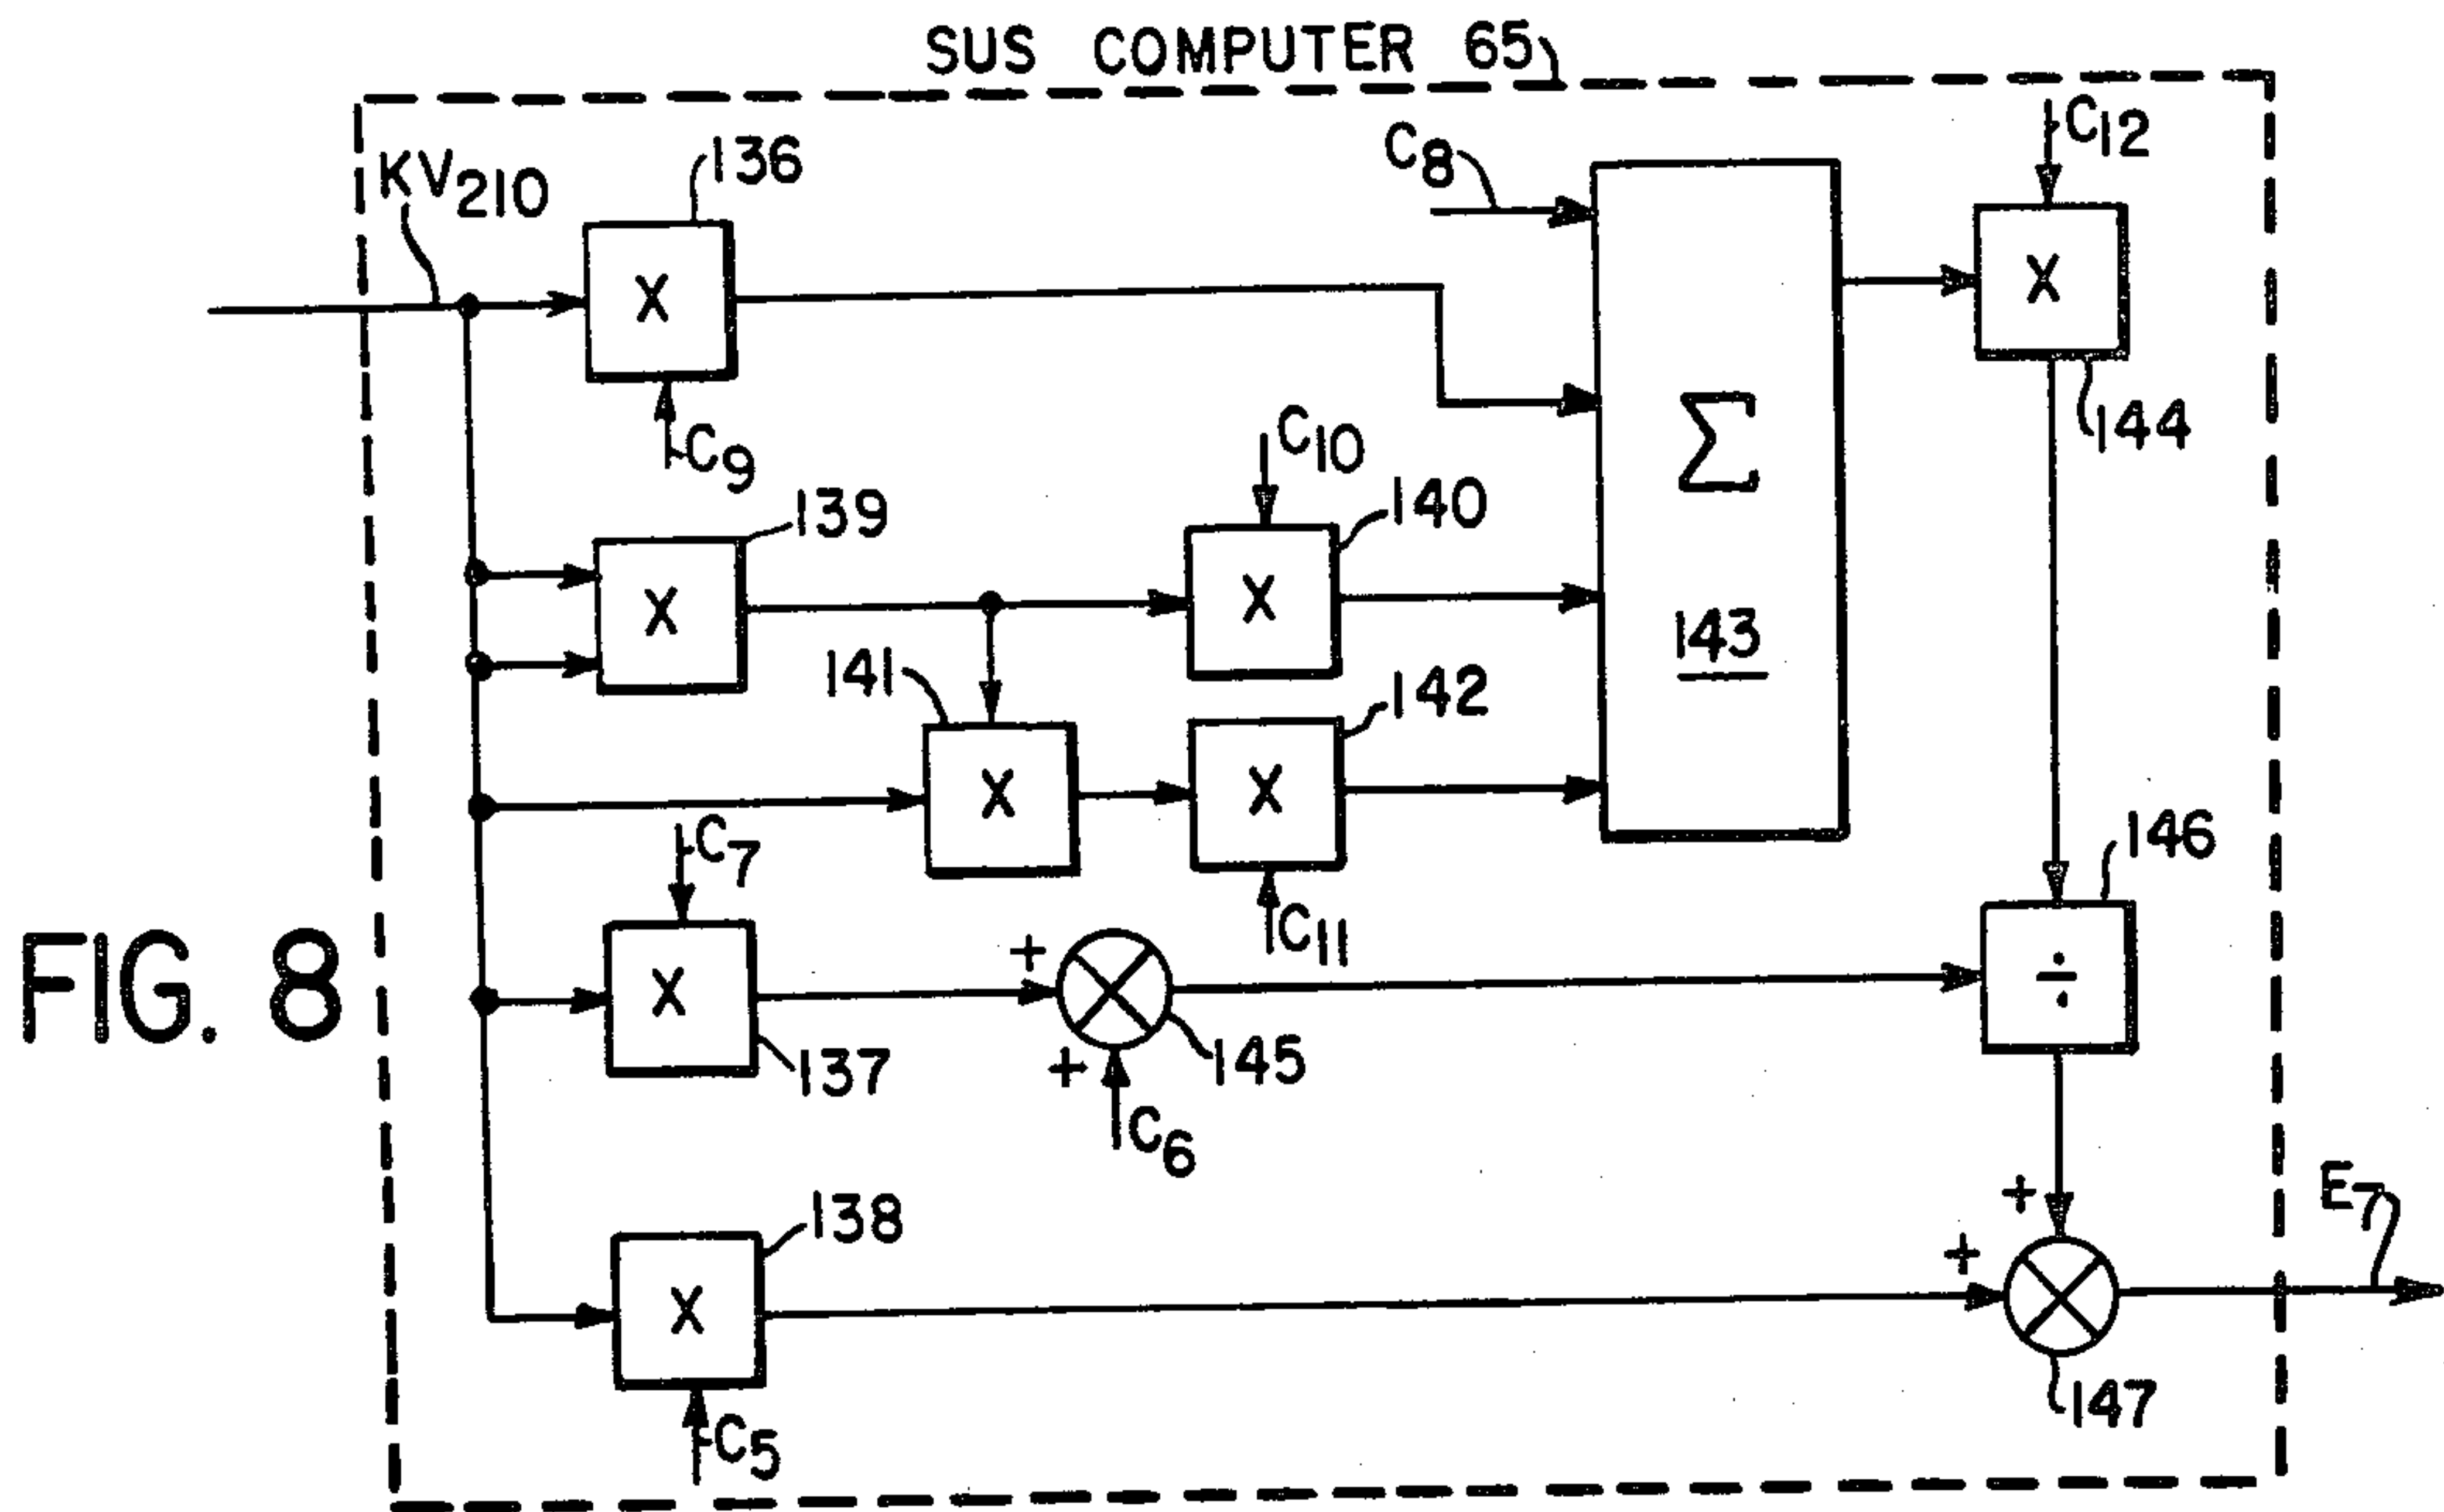 SUS COMPUTER 65
KV210
136
X
C9
C8
C12
X
144
139
X
C10
140
X
Σ
143
141
X
142
X
C11
C7
X
137
+
+
145
C6
146
÷
FIG. 8
138
X
C5
+
+
147
E7